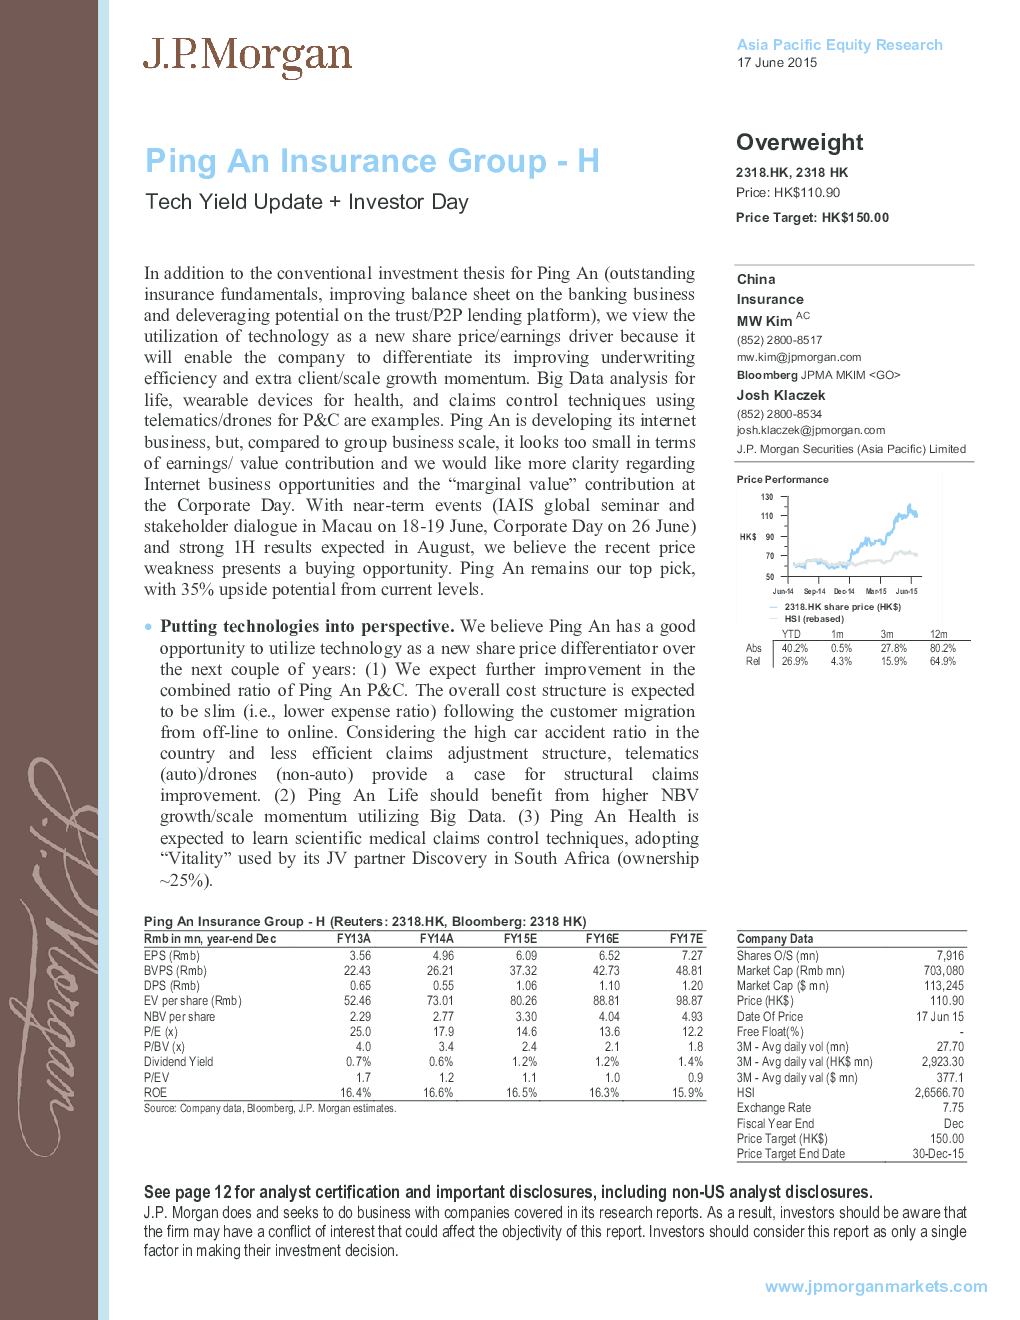 J.P.Morgan
Asia Pacific Equity Research
17 June 2015
Ping An Insurance Group - H
Tech Yield Update + Investor Day
Overweight
2318.HK, 2318 HK
Price: HK$110.90
Price Target: HK$150.00
In addition to the conventional investment thesis for Ping An (outstanding
insurance fundamentals, improving balance sheet on the banking business
and deleveraging potential on the trust/P2P lending platform), we view the
utilization of technology as a new share price/earnings driver because it
will enable the company to differentiate its improving underwriting
efficiency and extra client/scale growth momentum. Big Data analysis for
life, wearable devices for health, and claims control techniques using
telematics/drones for P&C are examples. Ping An is developing its internet
business, but, compared to group business scale, it looks too small in terms
of earnings/ value contribution and we would like more clarity regarding
Internet business opportunities and the “marginal value” contribution at
the Corporate Day. With near-term events (IAIS global seminar and
stakeholder dialogue in Macau on 18-19 June, Corporate Day on 26 June)
and strong 1H results expected in August, we believe the recent price
weakness presents a buying opportunity. Ping An remains our top pick,
with 35% upside potential from current levels.
• Putting technologies into perspective. We believe Ping An has a good
opportunity to utilize technology as a new share price differentiator over
the next couple of years: (1) We expect further improvement in the
combined ratio of Ping An P&C. The overall cost structure is expected
to be slim (i.e., lower expense ratio) following the customer migration
from off-line to online. Considering the high car accident ratio in the
country and less efficient claims adjustment structure, telematics
(auto)/drones (non-auto) provide a case for structural claims
improvement. (2) Ping An Life should benefit from higher NBV
growth/scale momentum utilizing Big Data. (3) Ping An Health is
expected to learn scientific medical claims control techniques, adopting
“Vitality” used by its JV partner Discovery in South Africa (ownership
~25%).
China
Insurance
MW Kim AC
(852) 2800-8517
mw.kim@jpmorgan.com
Bloomberg JPMA MKIM <GO>
Josh Klaczek
(852) 2800-8534
josh.klaczek@jpmorgan.com
J.P. Morgan Securities (Asia Pacific) Limited
Price Performance
130
110
HK$ 90
70
50
Jun-14 Sep-14 Dec-14 Mar-15 Jun-15
2318.HK share price (HK$)
HSI (rebased)
YTD 1m 3m 12m
Abs 40.2% 0.5% 27.8% 80.2%
Rel 26.9% 4.3% 15.9% 64.9%
Ping An Insurance Group - H (Reuters: 2318.HK, Bloomberg: 2318 HK)
Rmb in mn, year-end Dec FY13A FY14A FY15E FY16E FY17E
EPS (Rmb) 3.56 4.96 6.09 6.52 7.27
BVPS (Rmb) 22.43 26.21 37.32 42.73 48.81
DPS (Rmb) 0.65 0.55 1.06 1.10 1.20
EV per share (Rmb) 52.46 73.01 80.26 88.81 98.87
NBV per share 2.29 2.77 3.30 4.04 4.93
P/E (x) 25.0 17.9 14.6 13.6 12.2
P/BV (x) 4.0 3.4 2.4 2.1 1.8
Dividend Yield 0.7% 0.6% 1.2% 1.2% 1.4%
P/EV 1.7 1.2 1.1 1.0 0.9
ROE 16.4% 16.6% 16.5% 16.3% 15.9%
Source: Company data, Bloomberg, J.P. Morgan estimates.
Company Data
Shares O/S (mn) 7,916
Market Cap (Rmb mn) 703,080
Market Cap ($ mn) 113,245
Price (HK$) 110.90
Date Of Price 17 Jun 15
Free Float(%) -
3M - Avg daily vol (mn) 27.70
3M - Avg daily val (HK$ mn) 2,923.30
3M - Avg daily val ($ mn) 377.1
HSI 2,6566.70
Exchange Rate 7.75
Fiscal Year End Dec
Price Target (HK$) 150.00
Price Target End Date 30-Dec-15
J.P.Morgan
See page 12 for analyst certification and important disclosures, including non-US analyst disclosures.
J.P. Morgan does and seeks to do business with companies covered in its research reports. As a result, investors should be aware that
the firm may have a conflict of interest that could affect the objectivity of this report. Investors should consider this report as only a single
factor in making their investment decision.
www.jpmorganmarkets.com